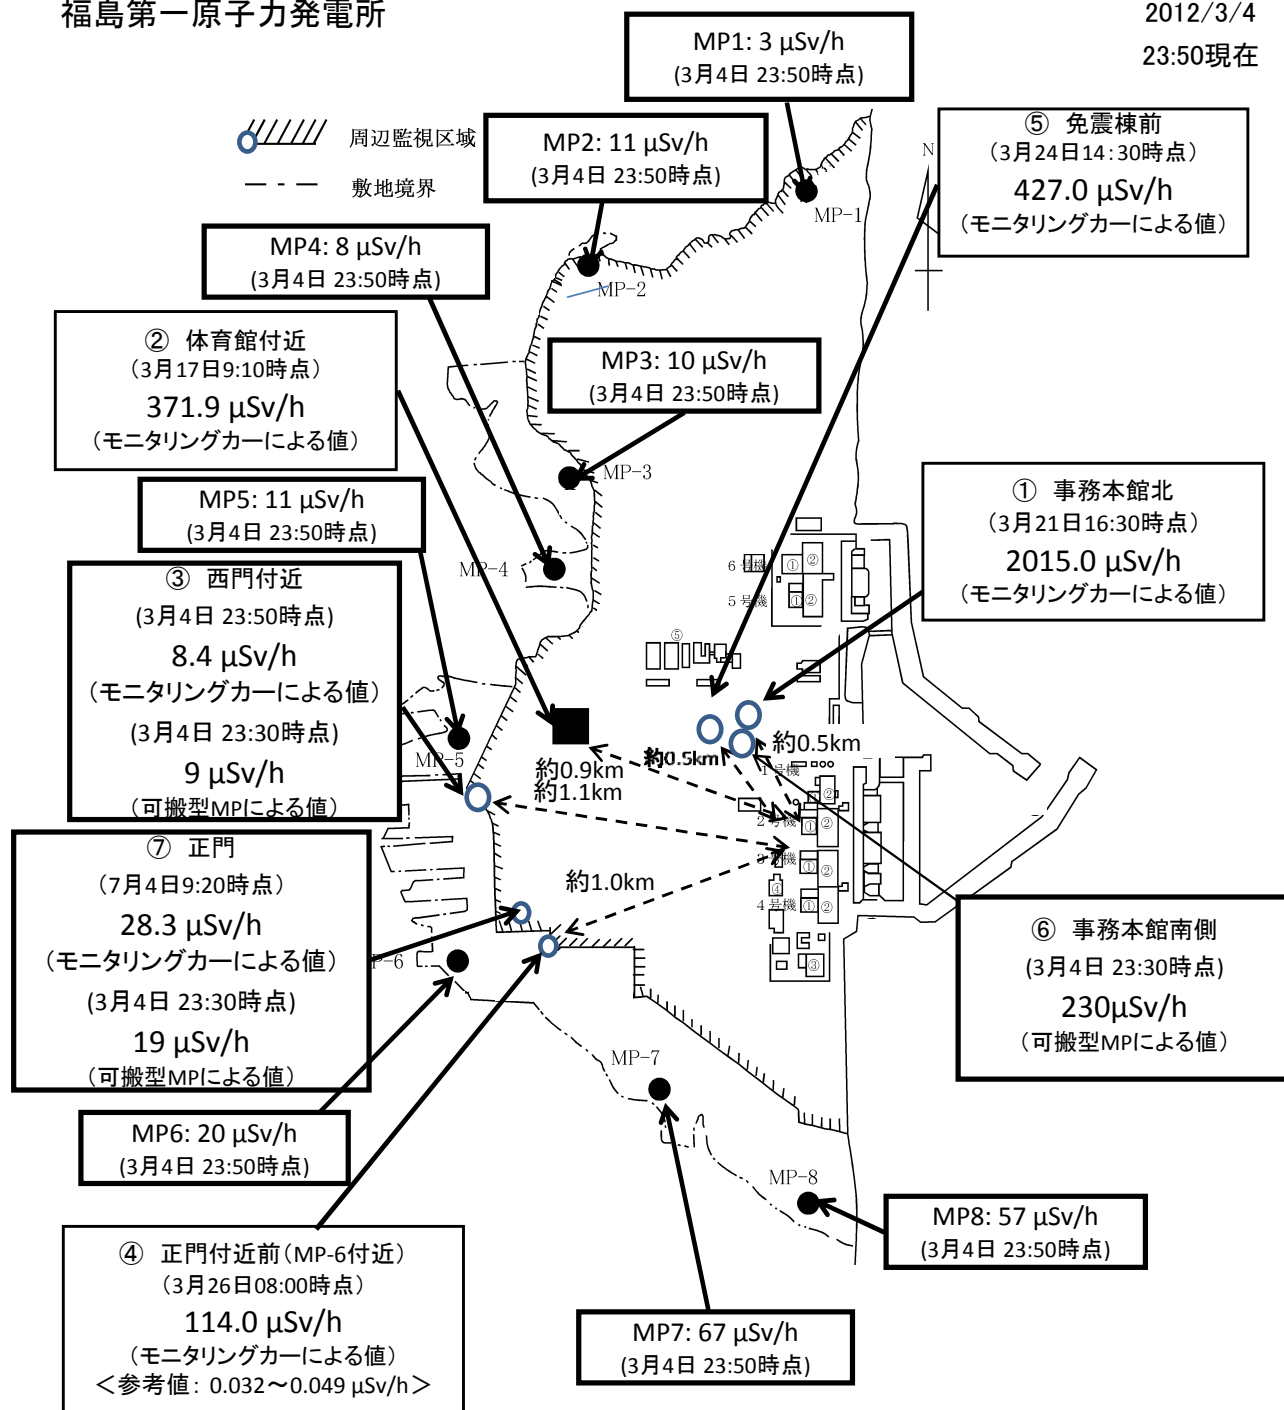 福島第一原子力発電所
2012/3/4
23:50現在
周辺監視区域
敷地境界
MP1: 3 μSv/h
(3月4日 23:50時点)
MP2: 11 μSv/h
(3月4日 23:50時点)
⑤ 免震棟前
(3月24日14:30時点)
427.0 μSv/h
(モニタリングカーによる値)
N
MP-1
MP4: 8 μSv/h
(3月4日 23:50時点)
MP-2
② 体育館付近
(3月17日9:10時点)
371.9 μSv/h
(モニタリングカーによる値)
MP3: 10 μSv/h
(3月4日 23:50時点)
MP-3
MP5: 11 μSv/h
(3月4日 23:50時点)
① 事務本館北
(3月21日16:30時点)
2015.0 μSv/h
(モニタリングカーによる値)
MP-4
6号機
① ②
5号機
① ②
⑤
③ 西門付近
(3月4日 23:50時点)
8.4 μSv/h
(モニタリングカーによる値)
(3月4日 23:30時点)
9 μSv/h
(可搬型MPによる値)
MP-5
約0.9km
約1.1km
約0.5km
約0.5km
1号機
②
2号機
① ②
3号機
① ②
④
4号機
① ②
③
約1.0km
⑦ 正門
(7月4日9:20時点)
28.3 μSv/h
(モニタリングカーによる値)
(3月4日 23:30時点)
19 μSv/h
(可搬型MPによる値)
P-6
⑥ 事務本館南側
(3月4日 23:30時点)
230μSv/h
(可搬型MPによる値)
MP-7
MP6: 20 μSv/h
(3月4日 23:50時点)
MP-8
MP8: 57 μSv/h
(3月4日 23:50時点)
④ 正門付近前(MP-6付近)
(3月26日08:00時点)
114.0 μSv/h
(モニタリングカーによる値)
<参考値: 0.032~0.049 μSv/h>
MP7: 67 μSv/h
(3月4日 23:50時点)